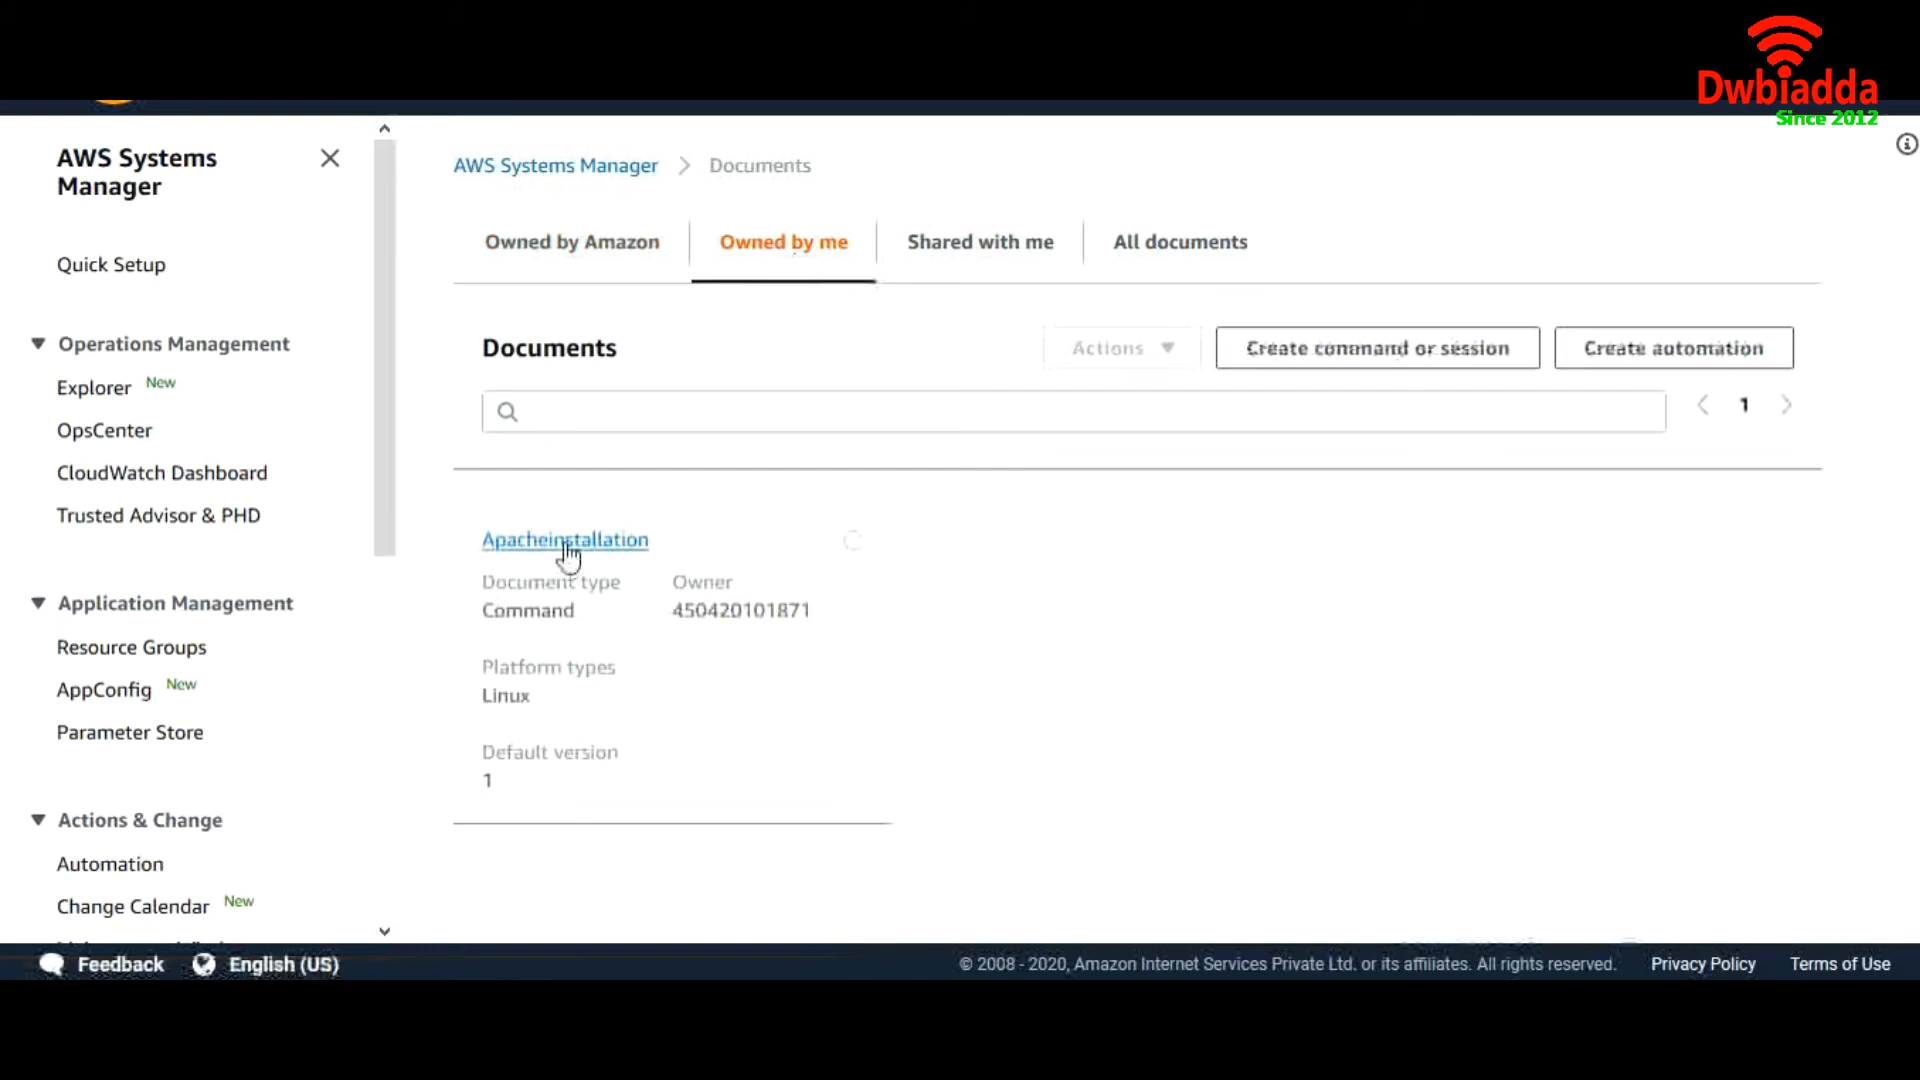 Dwbiadda
Since 2012
AWS Systems
Manager
Quick Setup
Operations Management
Explorer New
OpsCenter
CloudWatch Dashboard
Trusted Advisor & PHD
Application Management
Resource Groups
AppConfig New
Parameter Store
Actions & Change
Automation
Change Calendar New
AWS Systems Manager > Documents
Owned by Amazon
Owned by me
Shared with me
All documents
Documents
Actions
Create command or session
Create automation
1
Apacheinstallation
Document type
Command
Owner
450420101871
Platform types
Linux
Default version
1
Feedback
English (US)
© 2008 - 2020, Amazon Internet Services Private Ltd. or its affiliates. All rights reserved.
Privacy Policy
Terms of Use